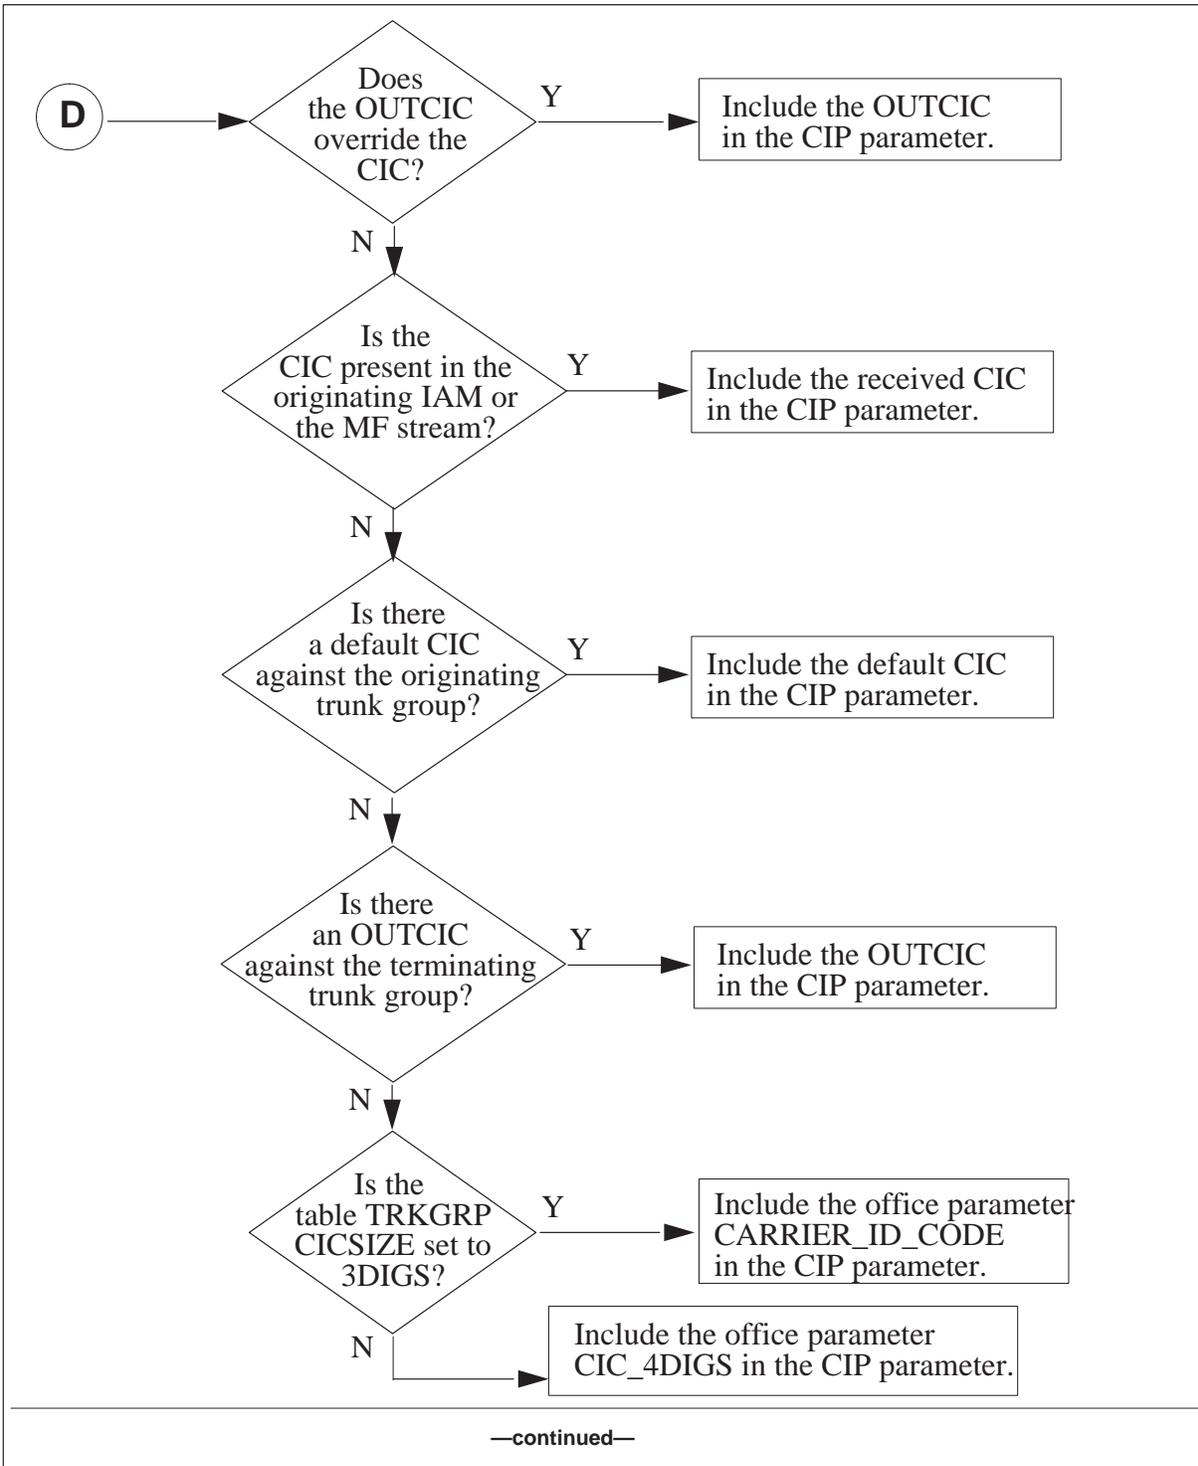 D
Does
the OUTCIC
override the
CIC?
Y
Include the OUTCIC
in the CIP parameter.
N
Is the
CIC present in the
originating IAM or
the MF stream?
Y
Include the received CIC
in the CIP parameter.
N
Is there
a default CIC
against the originating
trunk group?
Y
Include the default CIC
in the CIP parameter.
N
Is there
an OUTCIC
against the terminating
trunk group?
Y
Include the OUTCIC
in the CIP parameter.
N
Is the
table TRKGRP
CICSIZE set to
3DIGS?
Y
Include the office parameter
CARRIER_ID_CODE
in the CIP parameter.
N
Include the office parameter
CIC_4DIGS in the CIP parameter.
—continued—